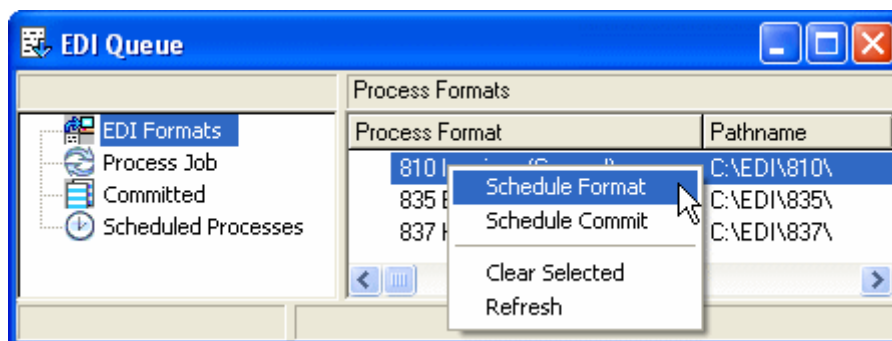 EDI Queue
Process Formats
EDI Formats
Process Job
Committed
Scheduled Processes
Process Format Pathname
810 C:\EDI\810\
835 C:\EDI\835\
837 C:\EDI\837\
Schedule Format
Schedule Commit
Clear Selected
Refresh